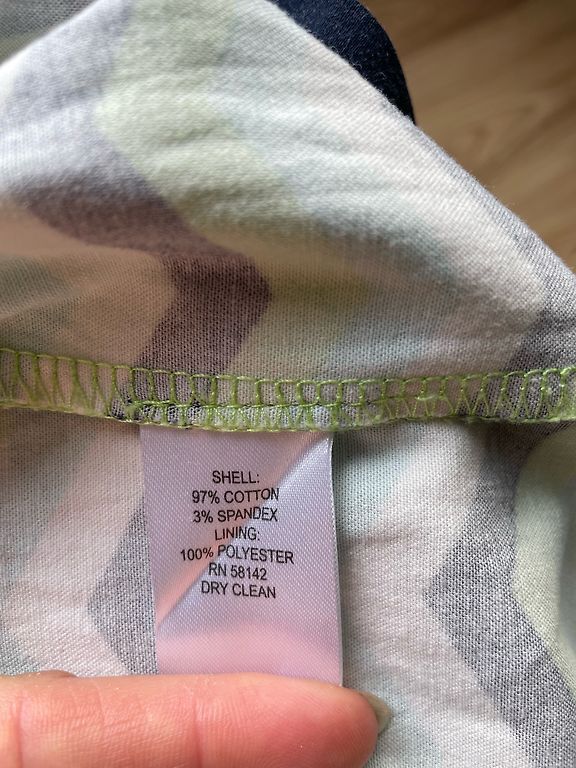 SHELL:
97% COTTON
3% SPANDEX
LINING:
100% POLYESTER
RN 58142
DRY CLEAN